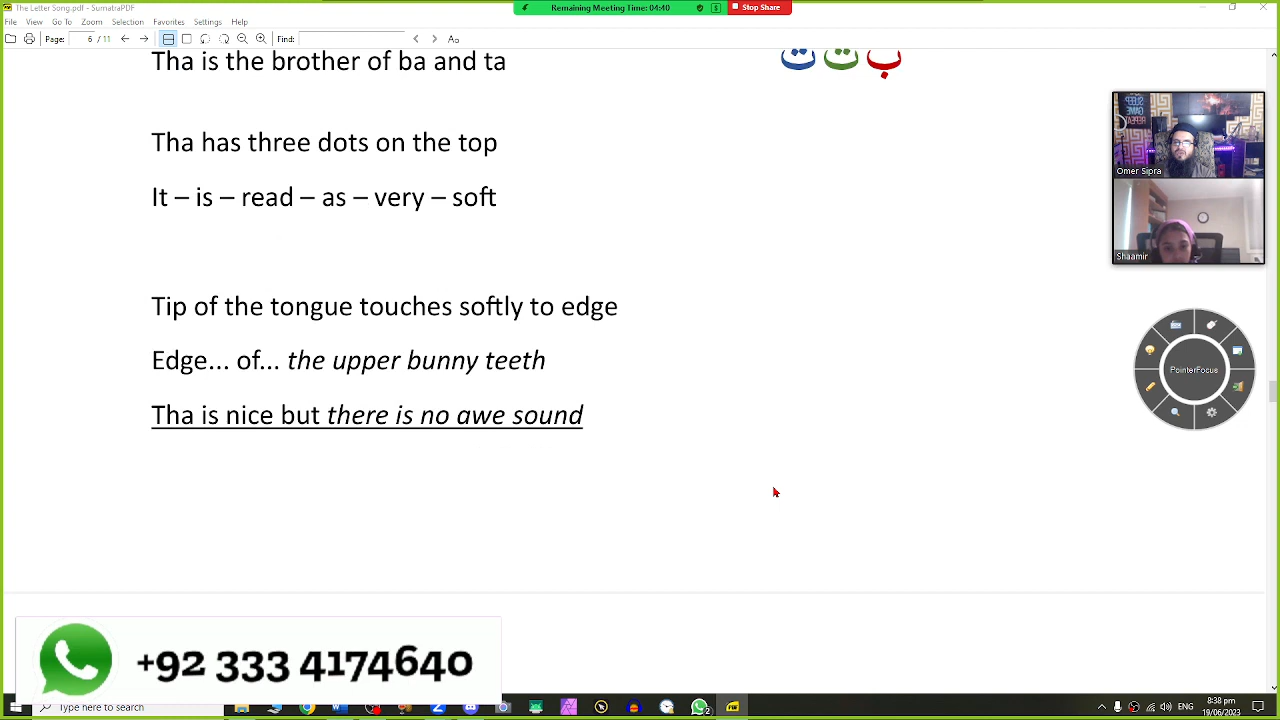 The Letter Song.pdf - SumatraPDF
Remaining Meeting Time: 04:40
Stop Share
File View Go To Zoom Selection Favorites Settings Help
Page: 6 / 11 Find:
Tha is the brother of ba and ta
ب ت ث
Tha has three dots on the top
It – is – read – as – very – soft
Omer Sipra
Shaamir
Tip of the tongue touches softly to edge
Edge... of... the upper bunny teeth
PointerFocus
Tha is nice but there is no awe sound
+92 333 4174640
Type here to search
ENG
8:38 pm
19/06/2023